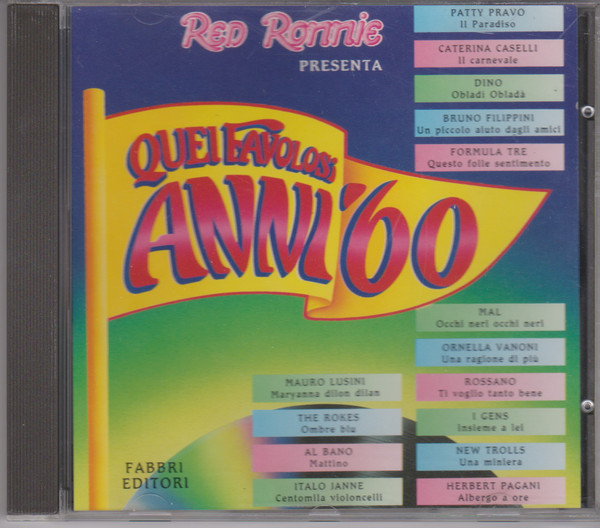 Red Ronnie
PRESENTA
QUEI FAVOLOSI
ANNI '60
PATTY PRAVO
Il Paradiso
CATERINA CASELLI
Il carnevale
DINO
Obladi Obladà
BRUNO FILIPPINI
Un piccolo aiuto dagli amici
FORMULA TRE
Questo folle sentimento
MAL
Occhi neri occhi neri
ORNELLA VANONI
Una ragione di più
ROSSANO
Ti voglio tanto bene
I GENS
Insieme a lei
NEW TROLLS
Una miniera
HERBERT PAGANI
Albergo a ore
MAURO LUSINI
Maryanna dilon dilan
THE ROKES
Ombre blu
AL BANO
Mattino
ITALO JANNE
Centomila violoncelli
FABBRI
EDITORI